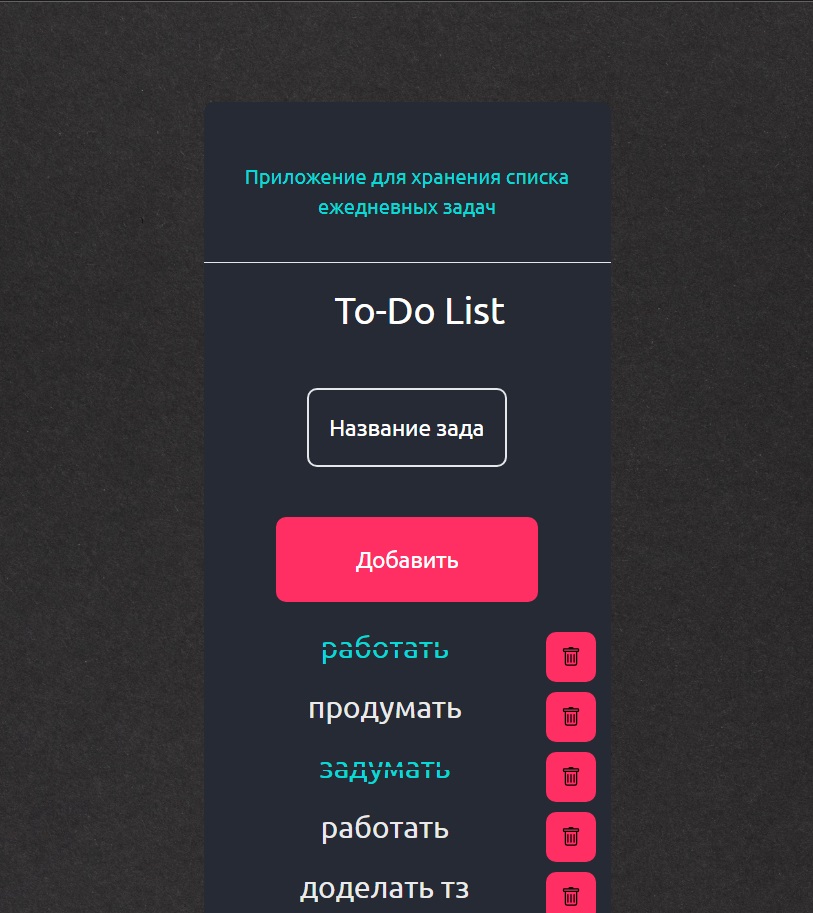 Приложение для хранения списка
ежедневных задач
To-Do List
Название зада
Добавить
работать
продумать
задумать
работать
доделать тз